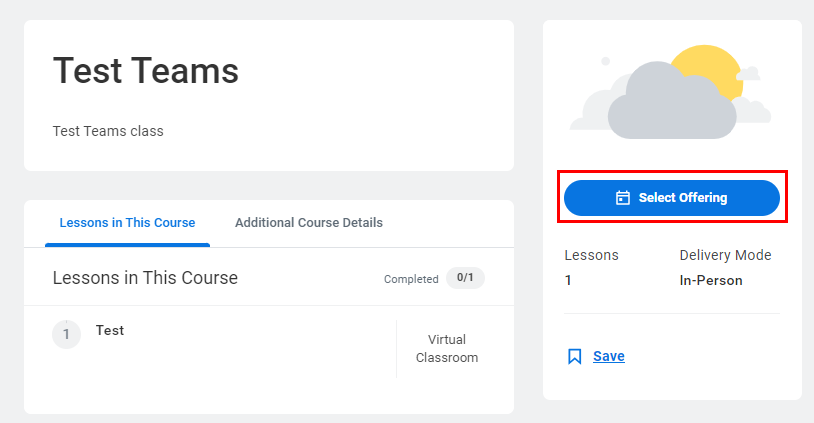 Test Teams
Test Teams class
Lessons in This Course
Additional Course Details
Lessons in This Course
Completed
0/1
1
Test
Virtual
Classroom
Select Offering
Lessons
Delivery Mode
1
In-Person
Save